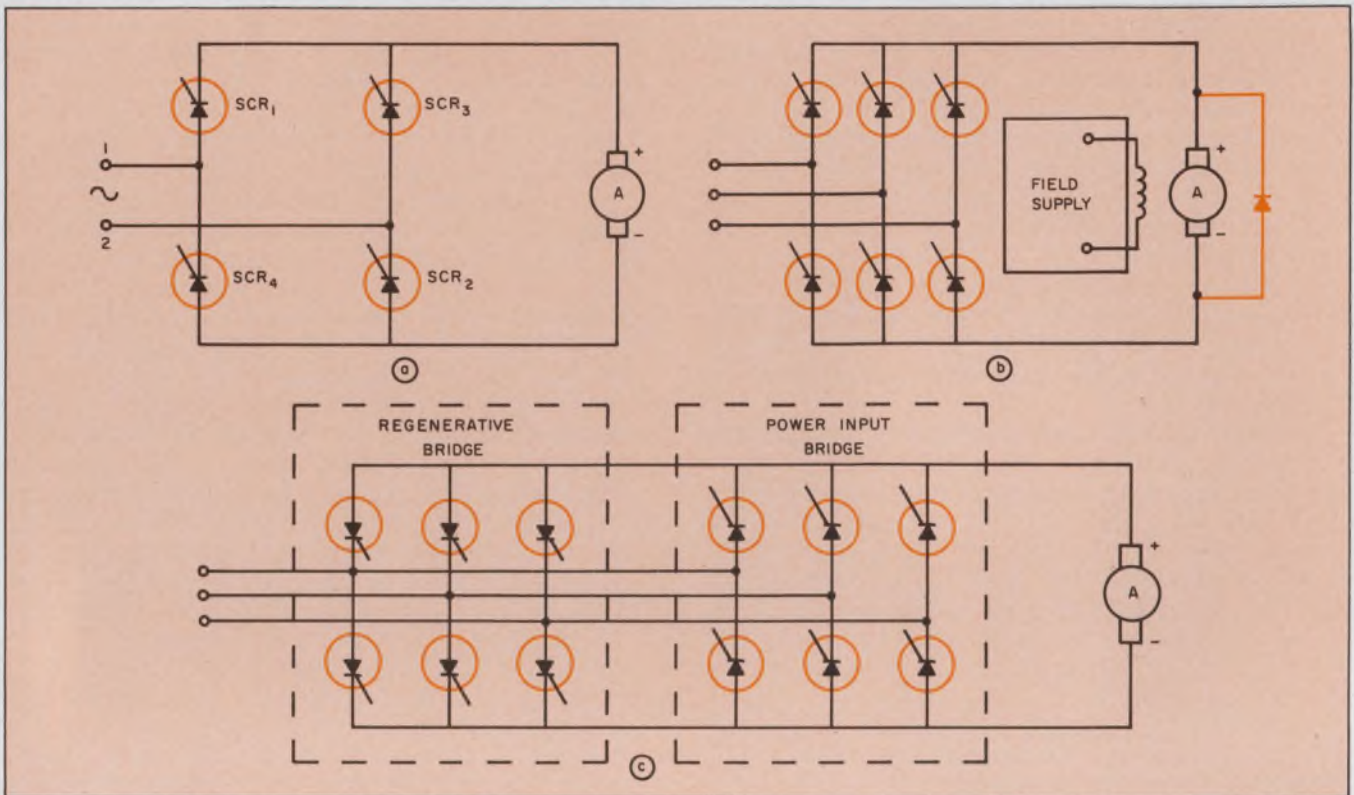 SCR1
SCR3
1
2
SCR4
SCR2
+
A
-
a
FIELD
SUPPLY
+
A
-
b
REGENERATIVE
BRIDGE
POWER INPUT
BRIDGE
+
A
-
c